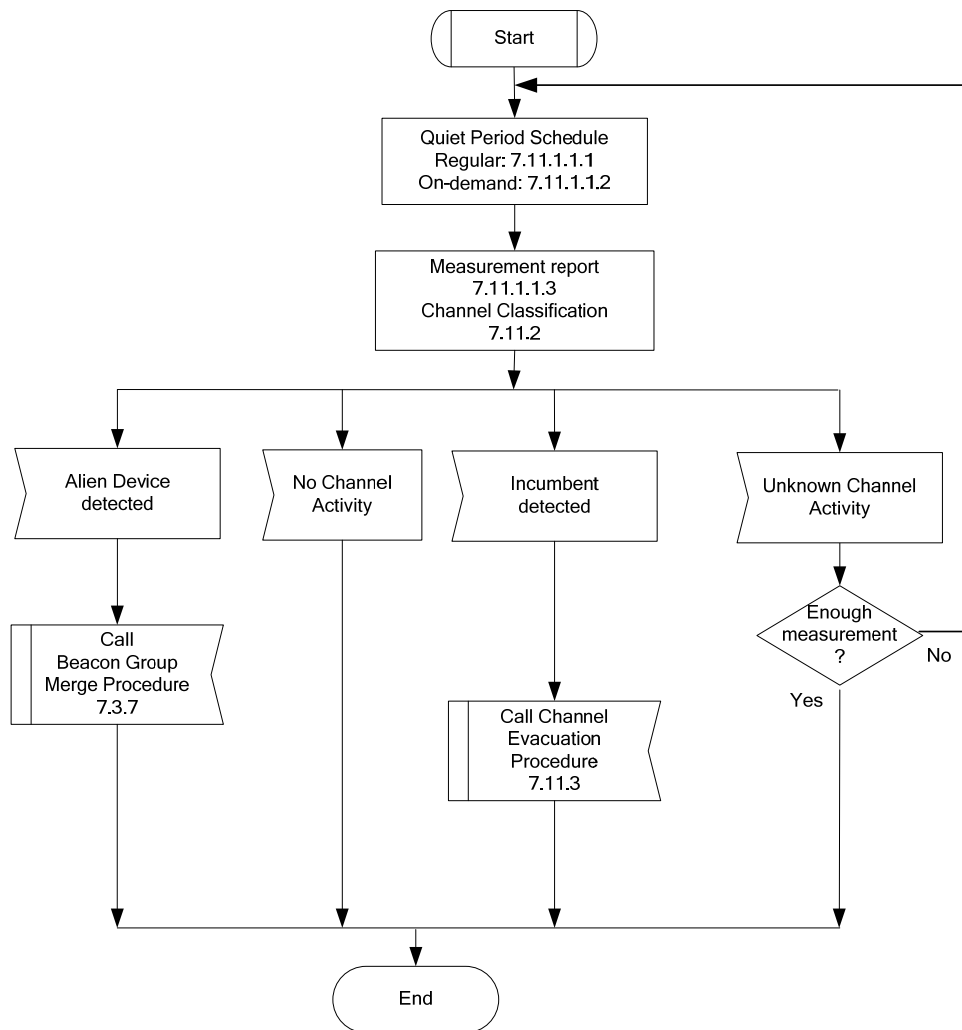 Start
Quiet Period Schedule
Regular: 7.11.1.1.1
On-demand: 7.11.1.1.2
Measurement report
7.11.1.1.3
Channel Classification
7.11.2
Alien Device
detected
No Channel
Activity
Incumbent
detected
Unknown Channel
Activity
Enough
measurement
?
No
Yes
Call
Beacon Group
Merge Procedure
7.3.7
Call Channel
Evacuation
Procedure
7.11.3
End